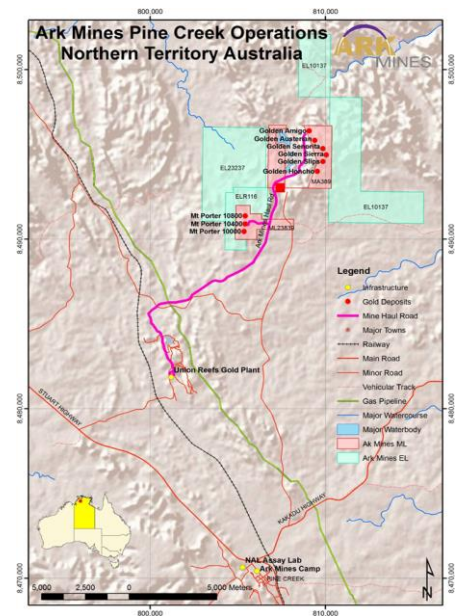 800,000
810,000
Ark Mines Pine Creek Operations
Northern Territory Australia
ARK
MINES
8,500,000
8,500,000
EL10137
Golden Amigo
Golden Austerian
Golden Senorita
Golden Sierra
Golden Slips
Golden Honcho
EL23237
MA389
ELR116
EL10137
Mt Porter 10800
Mt Porter 10400
Mt Porter 10000
ML23839
Ark Mines Haul Rd
8,490,000
8,490,000
Legend
Infrastructure
Gold Deposits
Mine Haul Road
Major Towns
Railway
Main Road
Minor Road
Vehicular Track
Gas Pipeline
Major Watercourse
Major Waterbody
Ak Mines ML
Ark Mines EL
Union Reefs Gold Plant
STUART HIGHWAY
8,480,000
8,480,000
KAKADU HIGHWAY
NAL Assay Lab
Ark Mines Camp
PINE CREEK
8,470,000
8,470,000
5,000 2,500 0 5,000 Meters
800,000
810,000